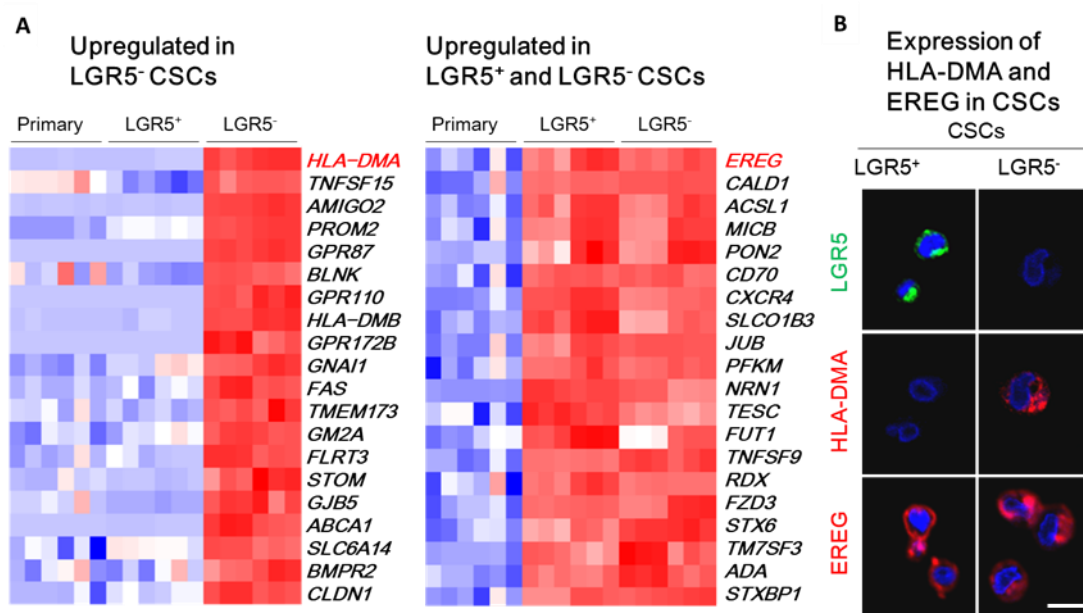 A
Upregulated in
LGR5⁻ CSCs
Primary LGR5⁺ LGR5⁻
HLA−DMA
TNFSF15
AMIGO2
PROM2
GPR87
BLNK
GPR110
HLA−DMB
GPR172B
GNAI1
FAS
TMEM173
GM2A
FLRT3
STOM
GJB5
ABCA1
SLC6A14
BMPR2
CLDN1
Upregulated in
LGR5⁺ and LGR5⁻ CSCs
Primary LGR5⁺ LGR5⁻
EREG
CALD1
ACSL1
MICB
PON2
CD70
CXCR4
SLCO1B3
JUB
PFKM
NRN1
TESC
FUT1
TNFSF9
RDX
FZD3
STX6
TM7SF3
ADA
STXBP1
B
Expression of
HLA-DMA and
EREG in CSCs
CSCs
LGR5⁺ LGR5⁻
LGR5
HLA-DMA
EREG